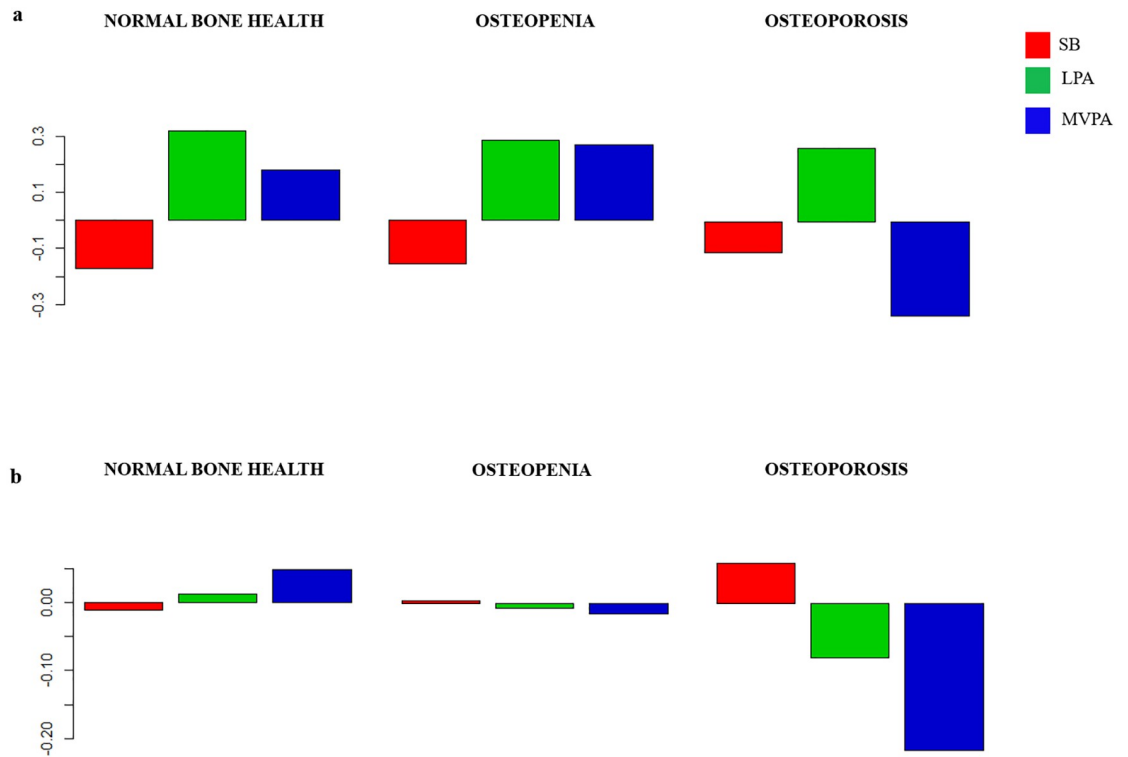 a
NORMAL BONE HEALTH OSTEOPENIA OSTEOPOROSIS
SB
LPA
MVPA
0.3
0.1
-0.1
-0.3
b
NORMAL BONE HEALTH OSTEOPENIA OSTEOPOROSIS
0.00
-0.10
-0.20